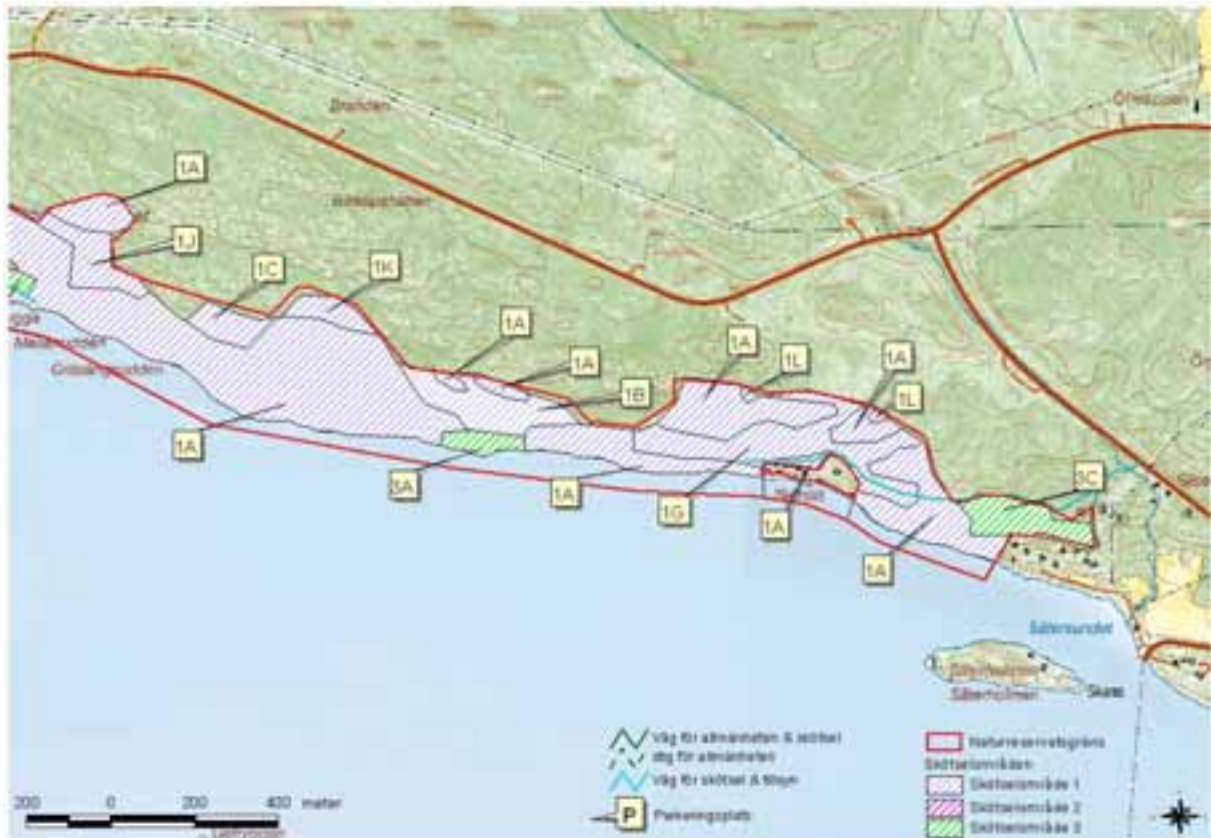 Branden
1A
1J
1C
1K
1A
1A
1B
1A
1L
1A
1L
1A
3A
1A
1G
1A
1A
3C
Sätersundet
Säterholmen
Väg för allmänheten & skötsel
stig för allmänheten
Väg för skötsel & tillsyn
P Parkeringsplats
Naturreservatsgräns
Skötselområden
Skötselområde 1
Skötselområde 2
Skötselområde 3
200 0 200 400 meter